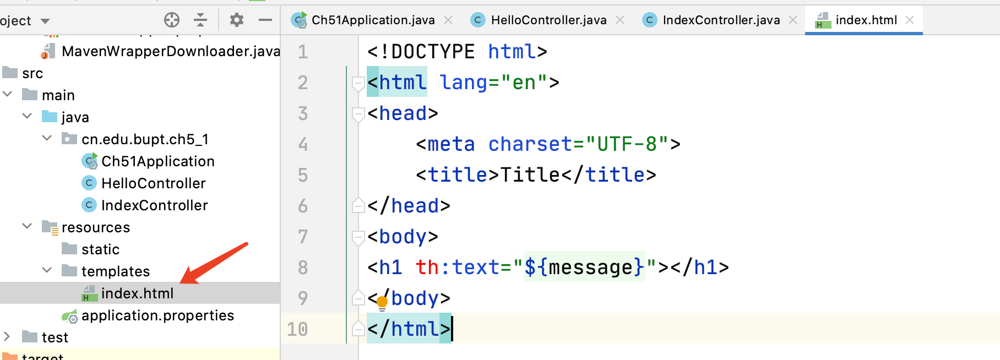 oject
MavenWrapperDownloader.java
src
main
java
cn.edu.bupt.ch5_1
Ch51Application
HelloController
IndexController
resources
static
templates
index.html
application.properties
test
target
Ch51Application.java
HelloController.java
IndexController.java
index.html
1 <!DOCTYPE html>
2 <html lang="en">
3 <head>
4     <meta charset="UTF-8">
5     <title>Title</title>
6 </head>
7 <body>
8 <h1 th:text="${message}"></h1>
9 </body>
10 </html>